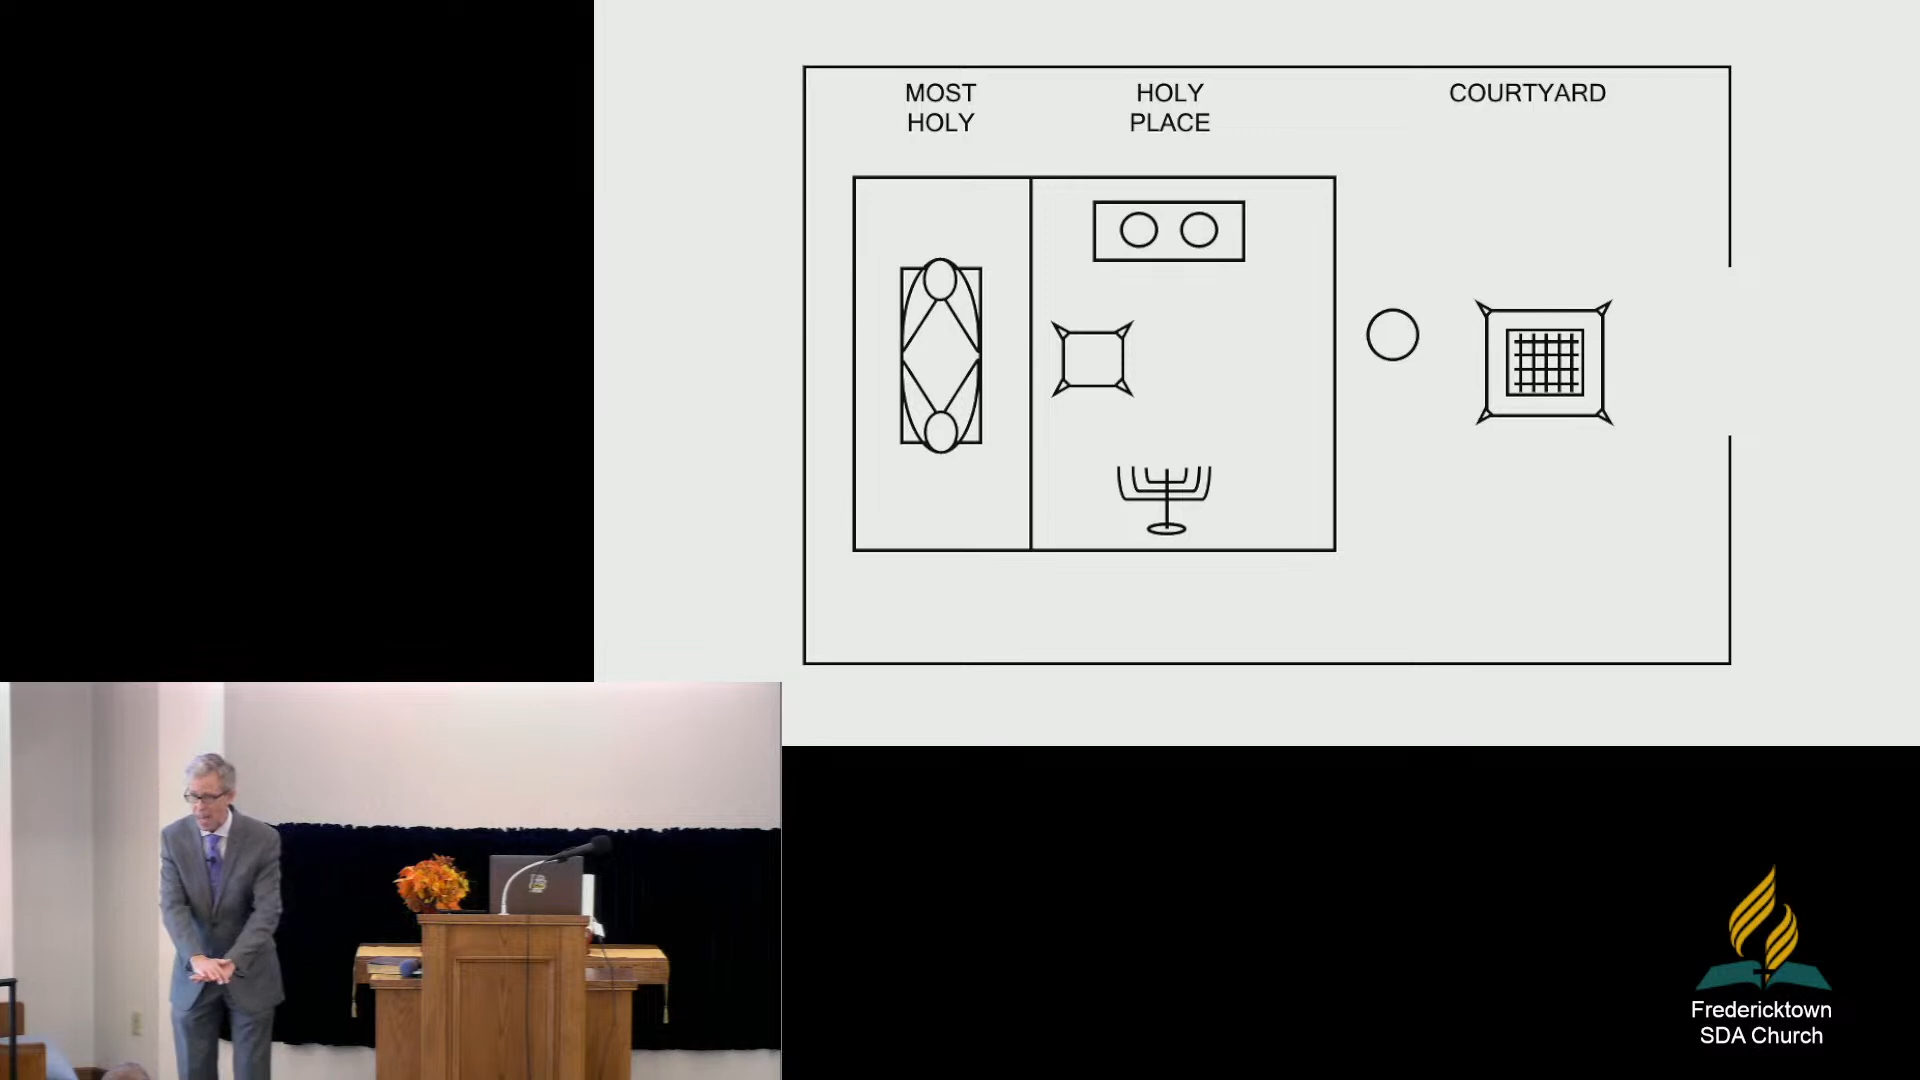 MOST
HOLY
HOLY
PLACE
COURTYARD
Fredericktown
SDA Church